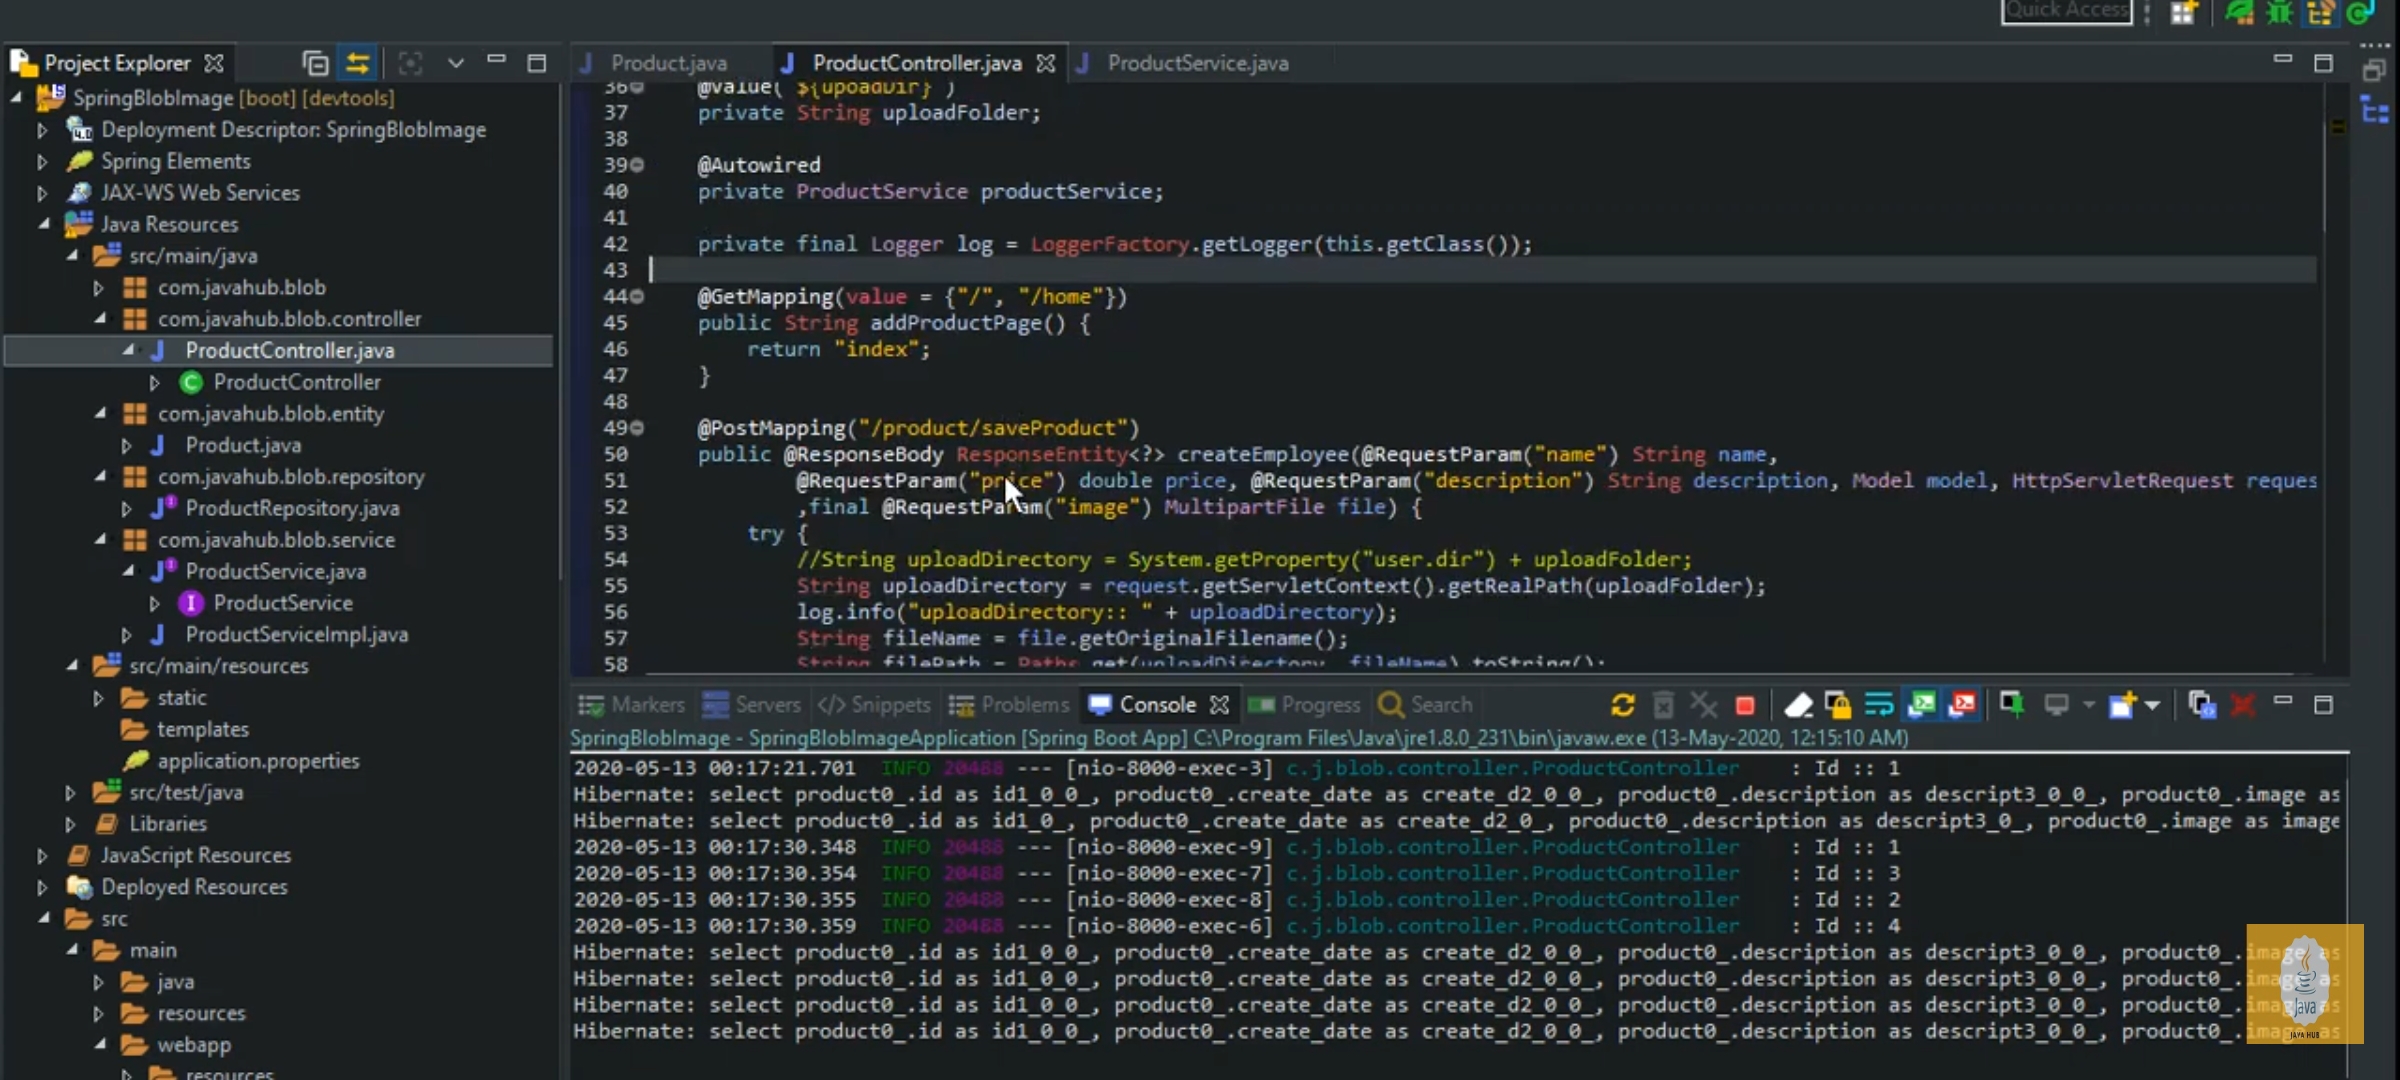 Quick Access
Project Explorer
SpringBlobImage [boot] [devtools]
Deployment Descriptor: SpringBlobImage
Spring Elements
JAX-WS Web Services
Java Resources
src/main/java
com.javahub.blob
com.javahub.blob.controller
ProductController.java
ProductController
com.javahub.blob.entity
Product.java
com.javahub.blob.repository
ProductRepository.java
com.javahub.blob.service
ProductService.java
ProductService
ProductServiceImpl.java
src/main/resources
static
templates
application.properties
src/test/java
Libraries
JavaScript Resources
Deployed Resources
src
main
java
resources
webapp
resources
Product.java ProductController.java ProductService.java
36 @Value("${upoadDir}")
37 private String uploadFolder;
38
39 @Autowired
40 private ProductService productService;
41
42 private final Logger log = LoggerFactory.getLogger(this.getClass());
43
44 @GetMapping(value = {"/", "/home"})
45 public String addProductPage() {
46 return "index";
47 }
48
49 @PostMapping("/product/saveProduct")
50 public @ResponseBody ResponseEntity<?> createEmployee(@RequestParam("name") String name,
51 @RequestParam("price") double price, @RequestParam("description") String description, Model model, HttpServletRequest reques
52 ,final @RequestParam("image") MultipartFile file) {
53 try {
54 //String uploadDirectory = System.getProperty("user.dir") + uploadFolder;
55 String uploadDirectory = request.getServletContext().getRealPath(uploadFolder);
56 log.info("uploadDirectory:: " + uploadDirectory);
57 String fileName = file.getOriginalFilename();
58 String filePath = Paths.get(uploadDirectory, fileName).toString();
Markers Servers Snippets Problems Console Progress Search
SpringBlobImage - SpringBlobImageApplication [Spring Boot App] C:\Program Files\Java\jre1.8.0_231\bin\javaw.exe (13-May-2020, 12:15:10 AM)
2020-05-13 00:17:21.701 INFO 20488 --- [nio-8000-exec-3] c.j.blob.controller.ProductController : Id :: 1
Hibernate: select product0_.id as id1_0_0_, product0_.create_date as create_d2_0_0_, product0_.description as descript3_0_0_, product0_.image as
Hibernate: select product0_.id as id1_0_, product0_.create_date as create_d2_0_, product0_.description as descript3_0_, product0_.image as image
2020-05-13 00:17:30.348 INFO 20488 --- [nio-8000-exec-9] c.j.blob.controller.ProductController : Id :: 1
2020-05-13 00:17:30.354 INFO 20488 --- [nio-8000-exec-7] c.j.blob.controller.ProductController : Id :: 3
2020-05-13 00:17:30.355 INFO 20488 --- [nio-8000-exec-8] c.j.blob.controller.ProductController : Id :: 2
2020-05-13 00:17:30.359 INFO 20488 --- [nio-8000-exec-6] c.j.blob.controller.ProductController : Id :: 4
Hibernate: select product0_.id as id1_0_0_, product0_.create_date as create_d2_0_0_, product0_.description as descript3_0_0_, product0_.image as
Hibernate: select product0_.id as id1_0_0_, product0_.create_date as create_d2_0_0_, product0_.description as descript3_0_0_, product0_.image as
Hibernate: select product0_.id as id1_0_0_, product0_.create_date as create_d2_0_0_, product0_.description as descript3_0_0_, product0_.image as
Hibernate: select product0_.id as id1_0_0_, product0_.create_date as create_d2_0_0_, product0_.description as descript3_0_0_, product0_.image as
Java
JAVA HUB